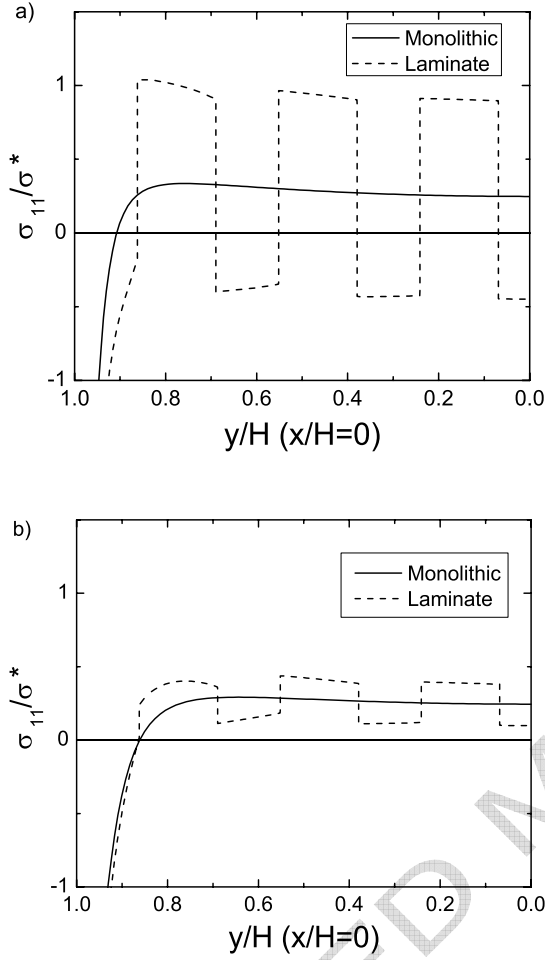 a)
Monolithic
Laminate
1
0
-1
σ11/σ*
1.0 0.8 0.6 0.4 0.2 0.0
y/H (x/H=0)
b)
Monolithic
Laminate
1
0
-1
σ11/σ*
1.0 0.8 0.6 0.4 0.2 0.0
y/H (x/H=0)
ED M